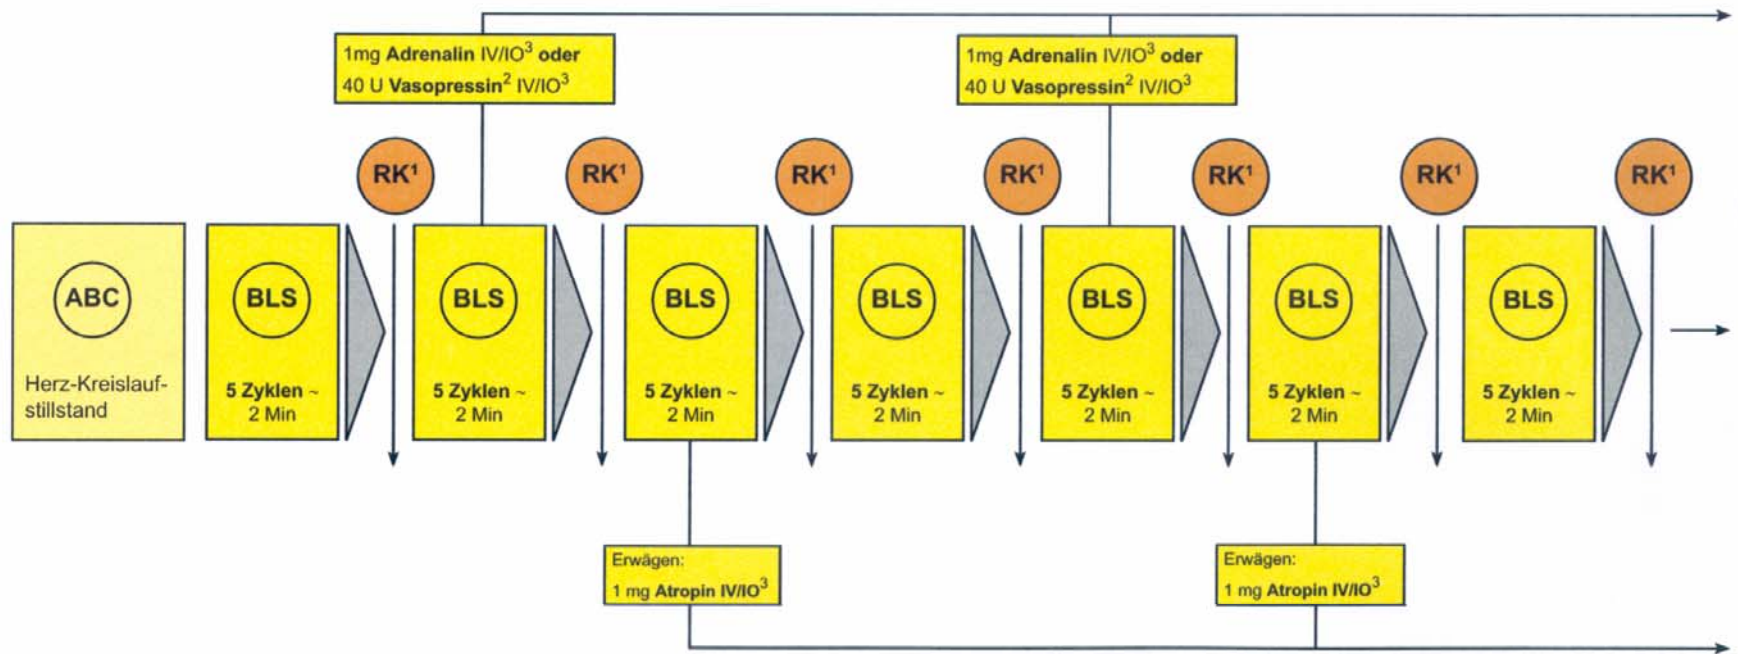 1mg Adrenalin IV/IO³ oder
40 U Vasopressin² IV/IO³
1mg Adrenalin IV/IO³ oder
40 U Vasopressin² IV/IO³
RK¹
RK¹
RK¹
RK¹
RK¹
RK¹
RK¹
ABC
Herz-Kreislauf-
stillstand
BLS
5 Zyklen ~
2 Min
BLS
5 Zyklen ~
2 Min
BLS
5 Zyklen ~
2 Min
BLS
5 Zyklen ~
2 Min
BLS
5 Zyklen ~
2 Min
BLS
5 Zyklen ~
2 Min
BLS
5 Zyklen ~
2 Min
Erwägen:
1 mg Atropin IV/IO³
Erwägen:
1 mg Atropin IV/IO³